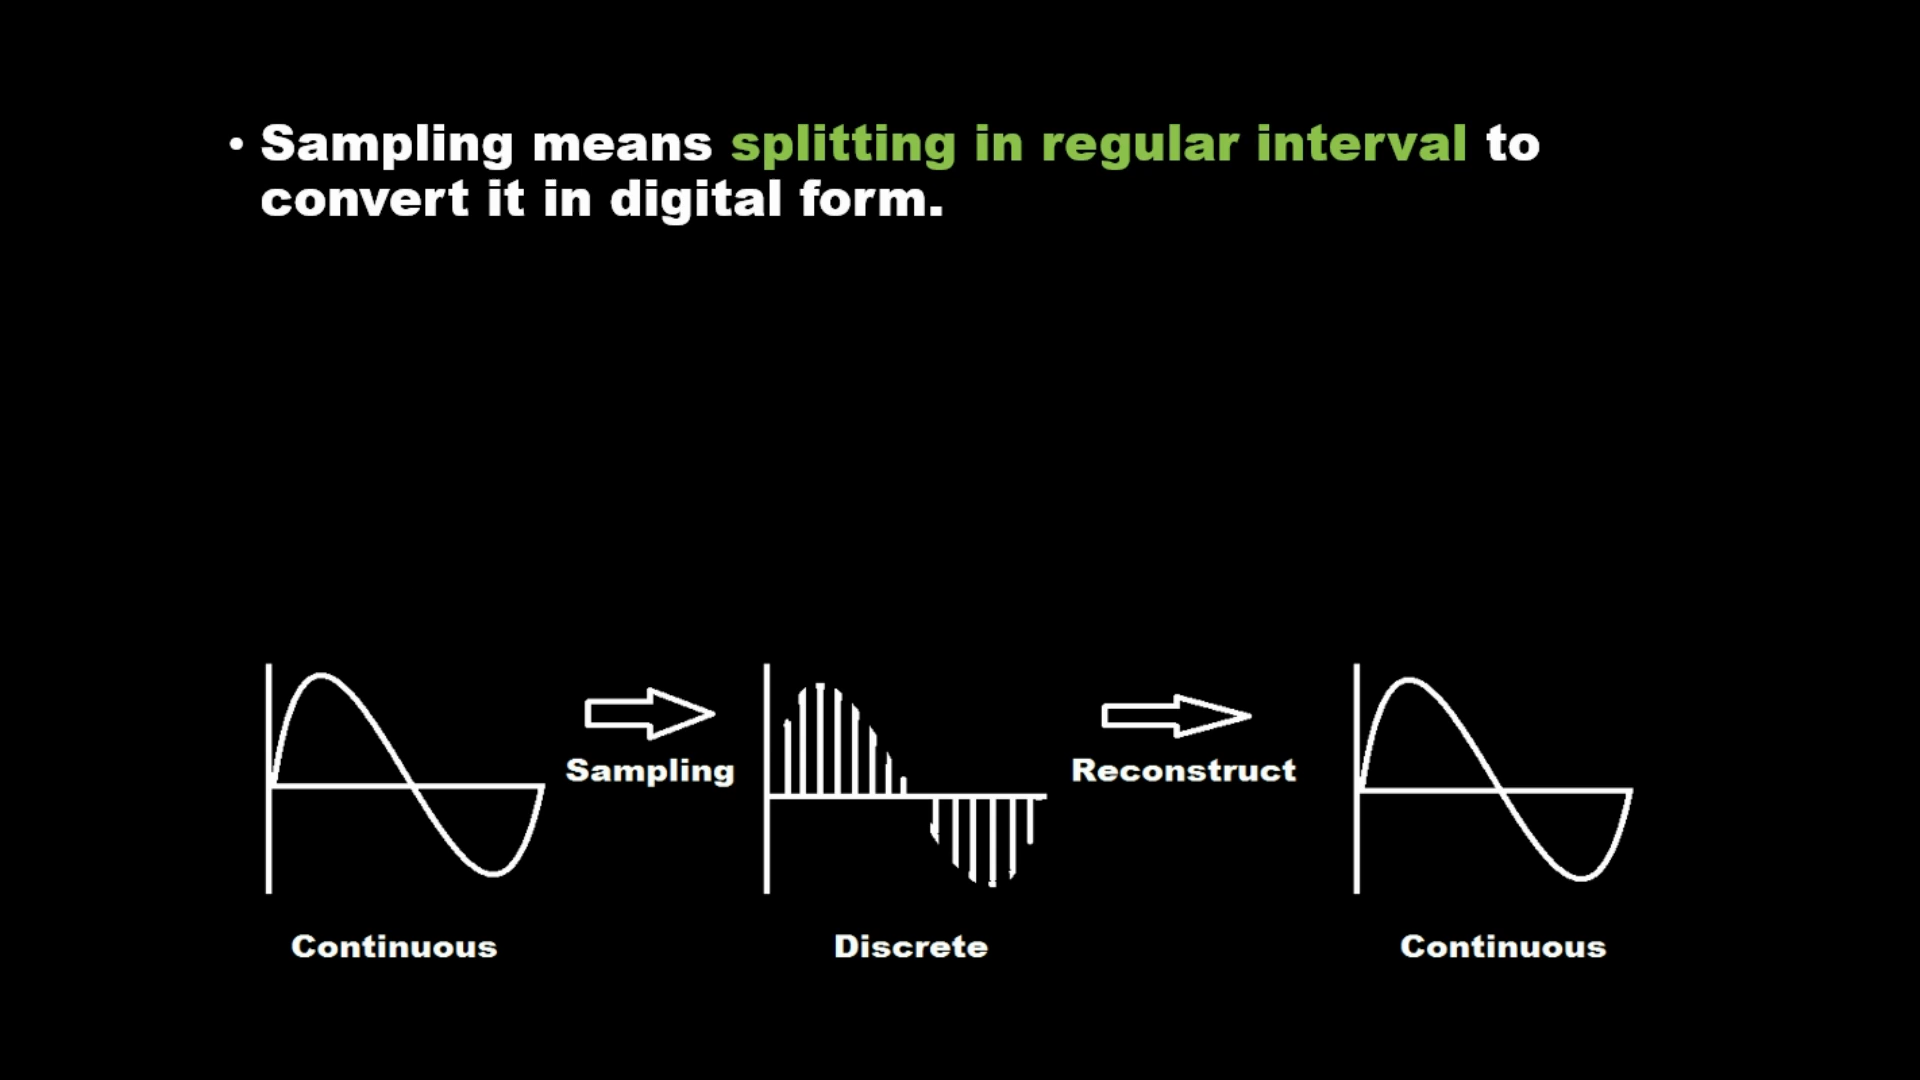 • Sampling means splitting in regular interval to
convert it in digital form.
Sampling
Reconstruct
Continuous
Discrete
Continuous